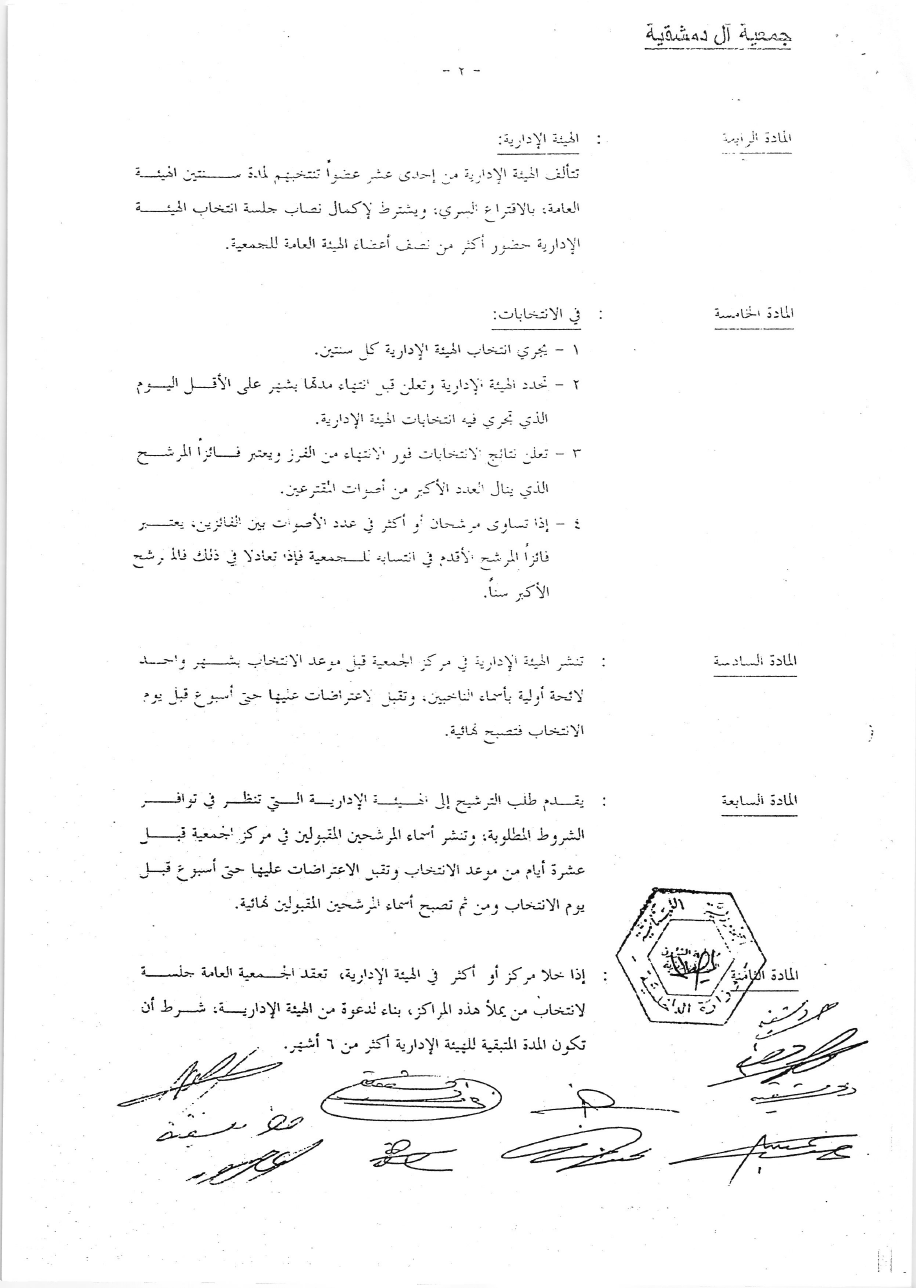 جمعية آل دمشقية
- ٢ -
المادة الرابعة : الهيئة الإدارية:
تتألف الهيئة الإدارية من إحدى عشر عضواً تنتخبهم لمدة سنتين الهيئة
العامة، بالاقتراع السري، ويشترط لإكمال نصاب جلسة انتخاب الهيئة
الإدارية حضور أكثر من نصف أعضاء الهيئة العامة للجمعية.
المادة الخامسة : في الانتخابات:
١ - يجري انتخاب الهيئة الإدارية كل سنتين.
٢ - تحدد الهيئة الإدارية وتعلن قبل انتهاء مدتها بشهر على الأقل اليوم
الذي تجري فيه انتخابات الهيئة الإدارية.
٣ - تعلن نتائج الانتخابات فور الانتهاء من الفرز ويعتبر فائزاً المرشح
الذي ينال العدد الأكبر من أصوات المقترعين.
٤ - إذا تساوى مرشحان أو أكثر في عدد الأصوات بين الفائزين، يعتبر
فائزاً المرشح الأقدم في انتسابه للجمعية فإذا تعادلا في ذلك فالمرشح
الأكبر سناً.
المادة السادسة : تنشر الهيئة الإدارية في مركز الجمعية قبل موعد الانتخاب بشهر واحد
لائحة أولية بأسماء الناخبين، وتقبل لاعتراضات عليها حتى أسبوع قبل يوم
الانتخاب فتصبح نهائية.
المادة السابعة : يقدم طلب الترشيح إلى الهيئة الإدارية التي تنظر في توافر
الشروط المطلوبة، وتنشر أسماء المرشحين المقبولين في مركز الجمعية قبل
عشرة أيام من موعد الانتخاب وتقبل الاعتراضات عليها حتى أسبوع قبل
يوم الانتخاب ومن ثم تصبح أسماء المرشحين المقبولين نهائية.
المادة الثامنة : إذا خلا مركز أو أكثر في الهيئة الإدارية، تعقد الجمعية العامة جلسة
لانتخاب من يملأ هذه المراكز، بناء لدعوة من الهيئة الإدارية، شرط أن
تكون المدة المتبقية للهيئة الإدارية أكثر من ٦ أشهر.
الجمهورية اللبنانية
وزارة الداخلية